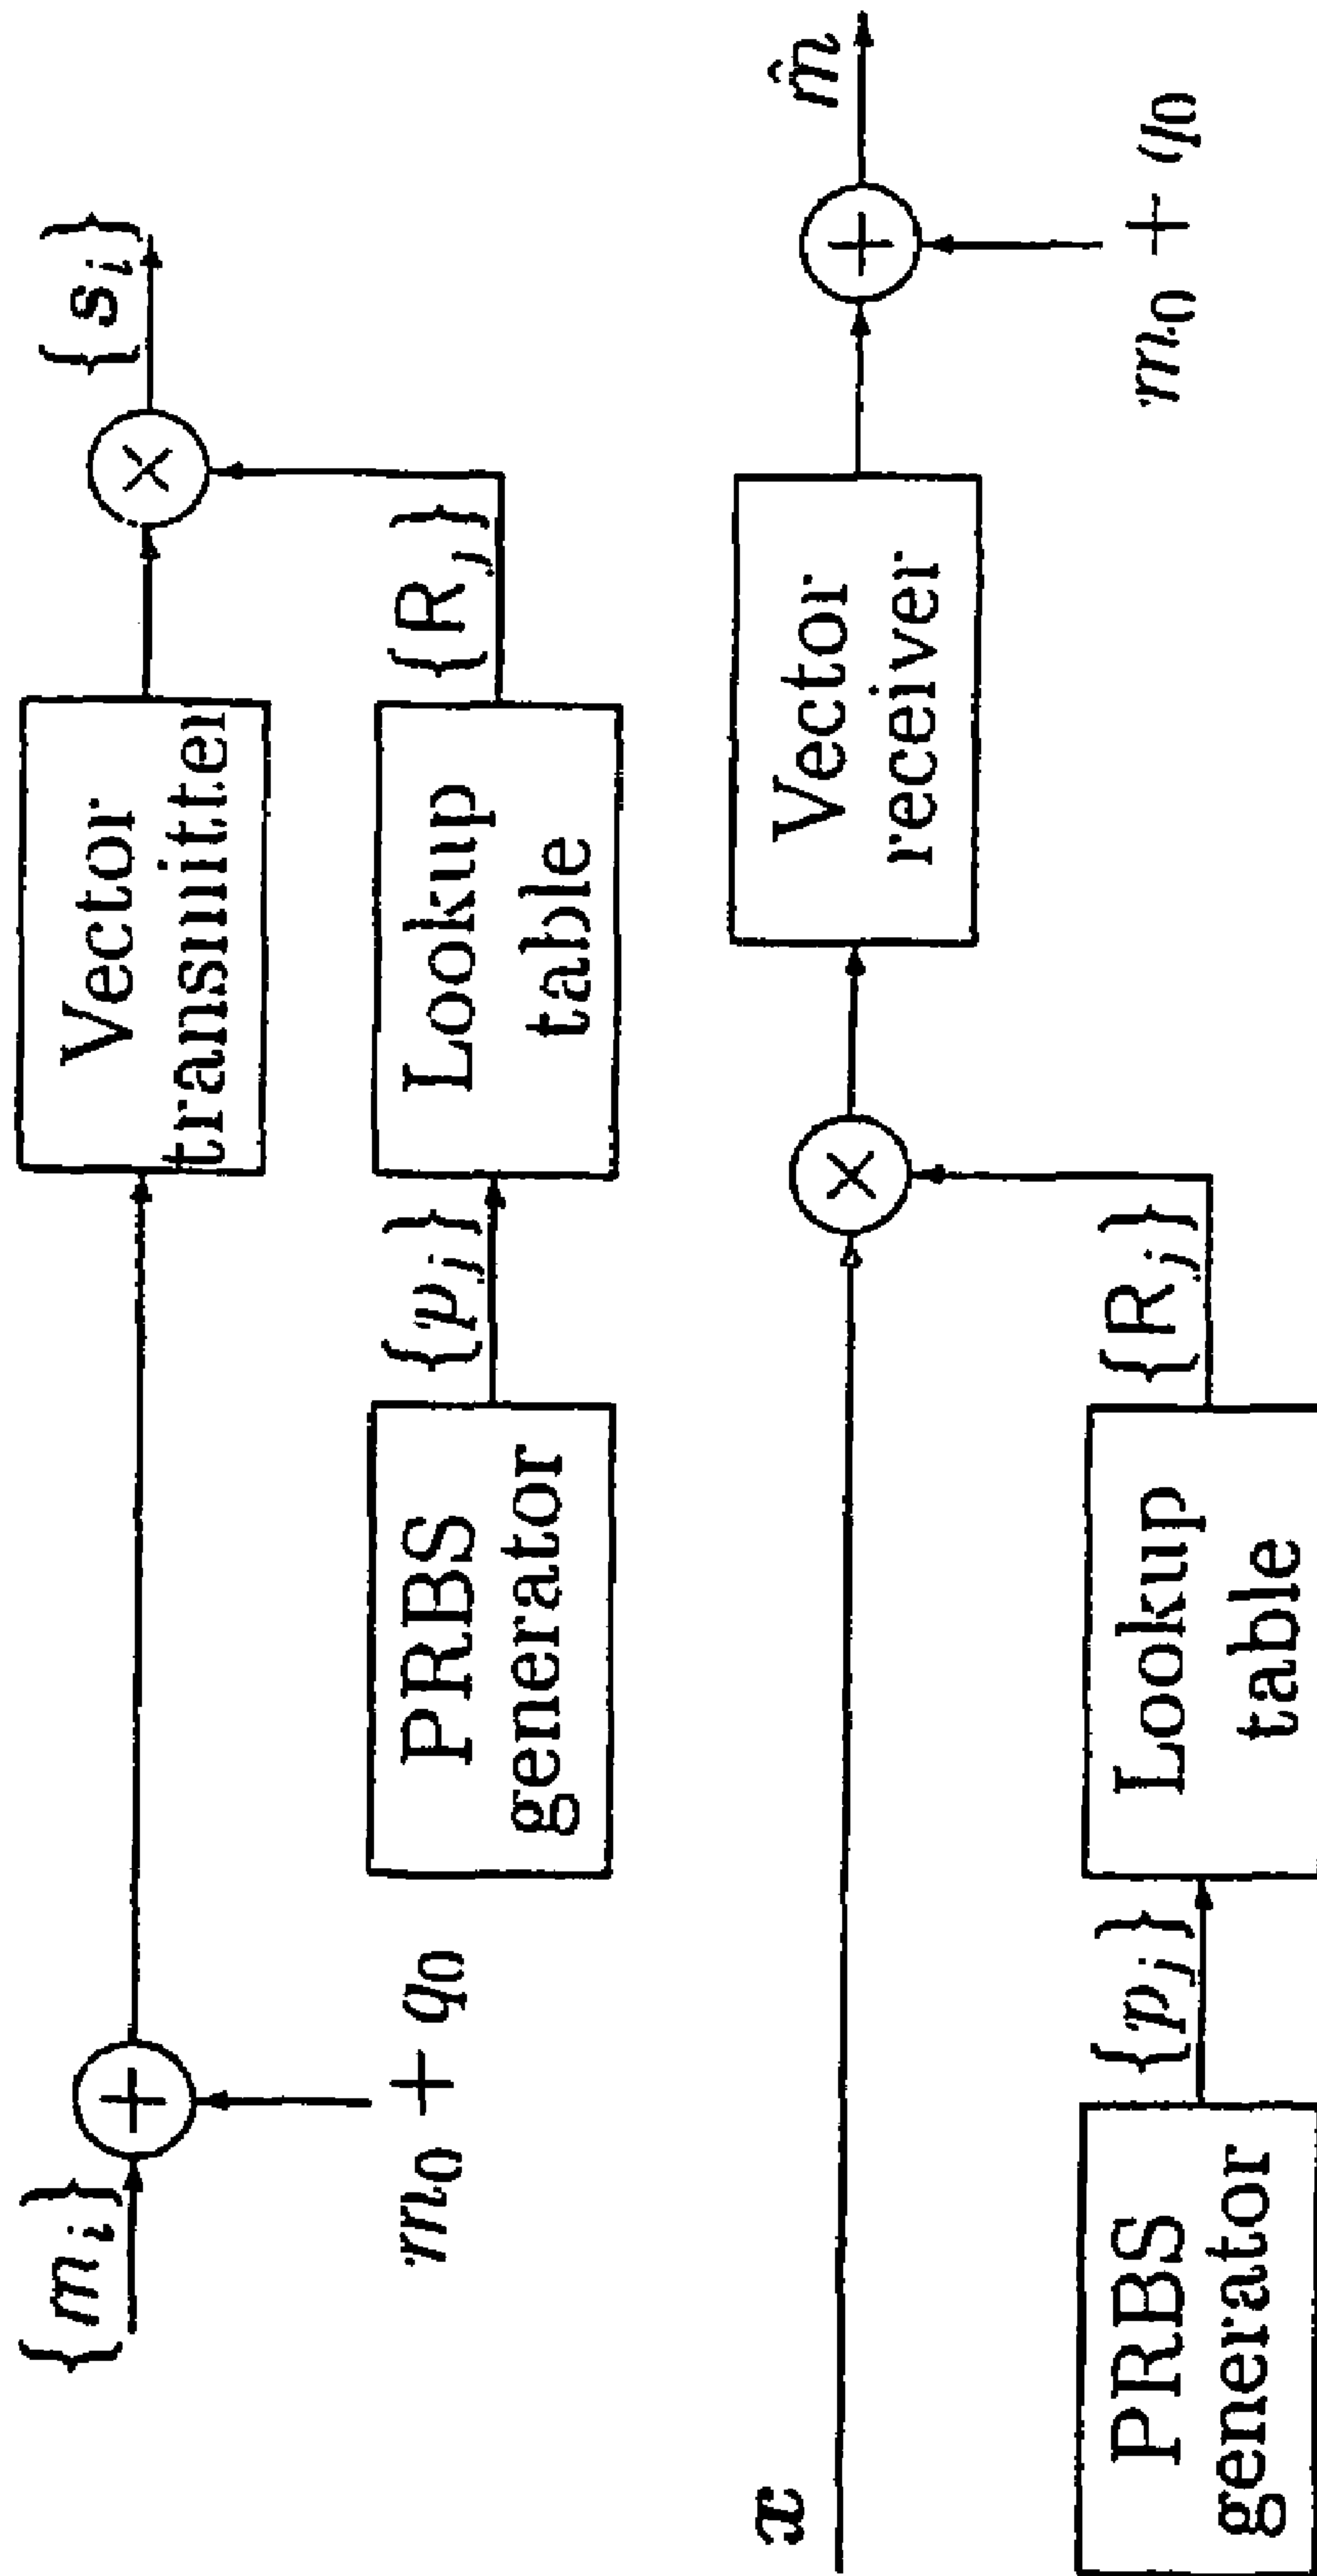 {m_i}
m_0 + q_0
Vector
transmitter
{s_i}
PRBS
generator
{p_j}
Lookup
table
{R_j}
x
Vector
receiver
m̂
m_0 + q_0
PRBS
generator
{p_j}
Lookup
table
{R_j}